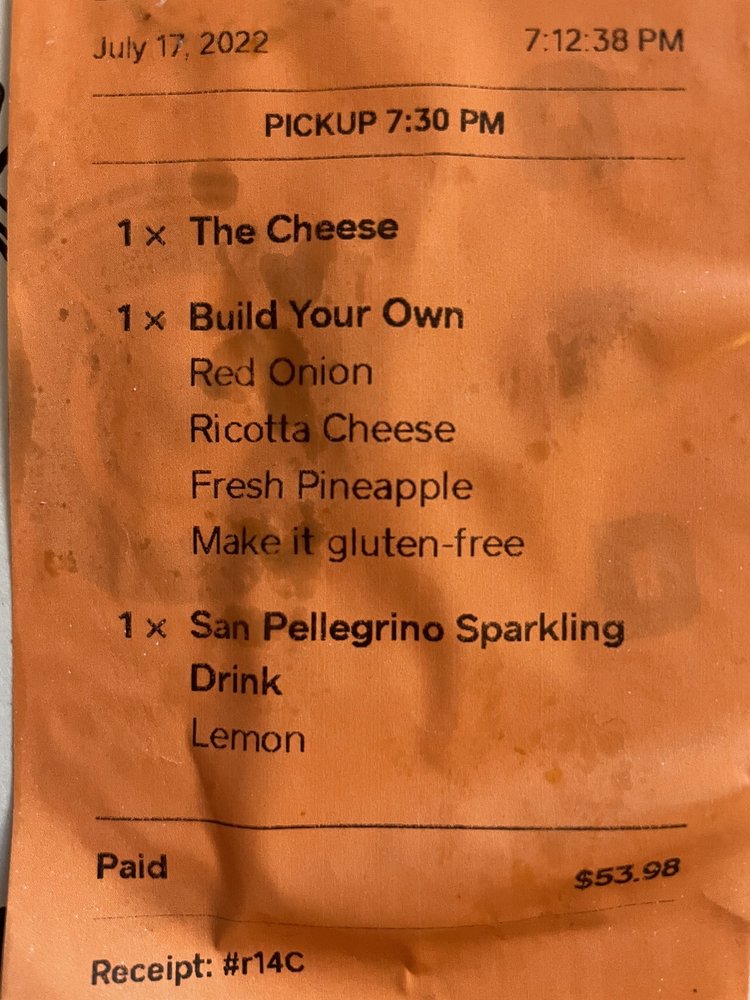 July 17, 2022 7:12:38 PM
PICKUP 7:30 PM
1 x The Cheese
1 x Build Your Own
Red Onion
Ricotta Cheese
Fresh Pineapple
Make it gluten-free
1 x San Pellegrino Sparkling
Drink
Lemon
Paid $53.98
Receipt: #r14C